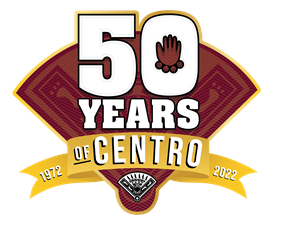 50
YEARS
OF CENTRO
1972 2022